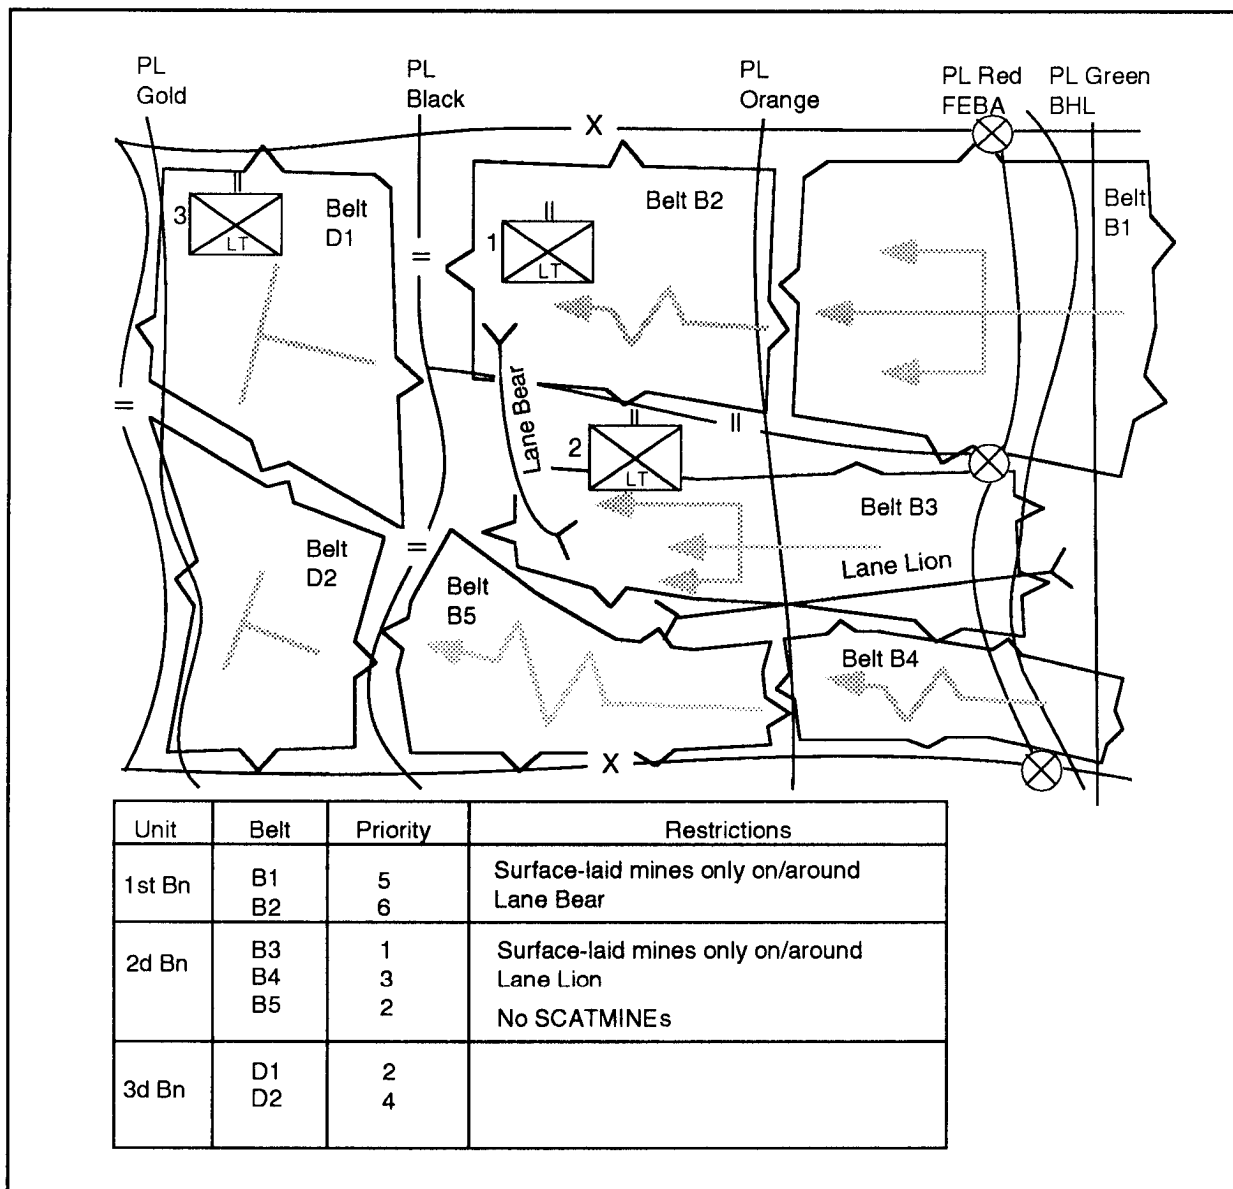 PL
Gold
PL
Black
PL
Orange
PL Red
FEBA
PL Green
BHL
X
3
LT
Belt
D1
1
LT
Belt B2
Belt
B1
Lane Bear
2
LT
Belt B3
Lane Lion
Belt
D2
Belt
B5
Belt B4
X
Unit Belt Priority Restrictions
1st Bn B1 5 Surface-laid mines only on/around
B2 6 Lane Bear
2d Bn B3 1 Surface-laid mines only on/around
B4 3 Lane Lion
B5 2 No SCATMINEs
3d Bn D1 2
D2 4